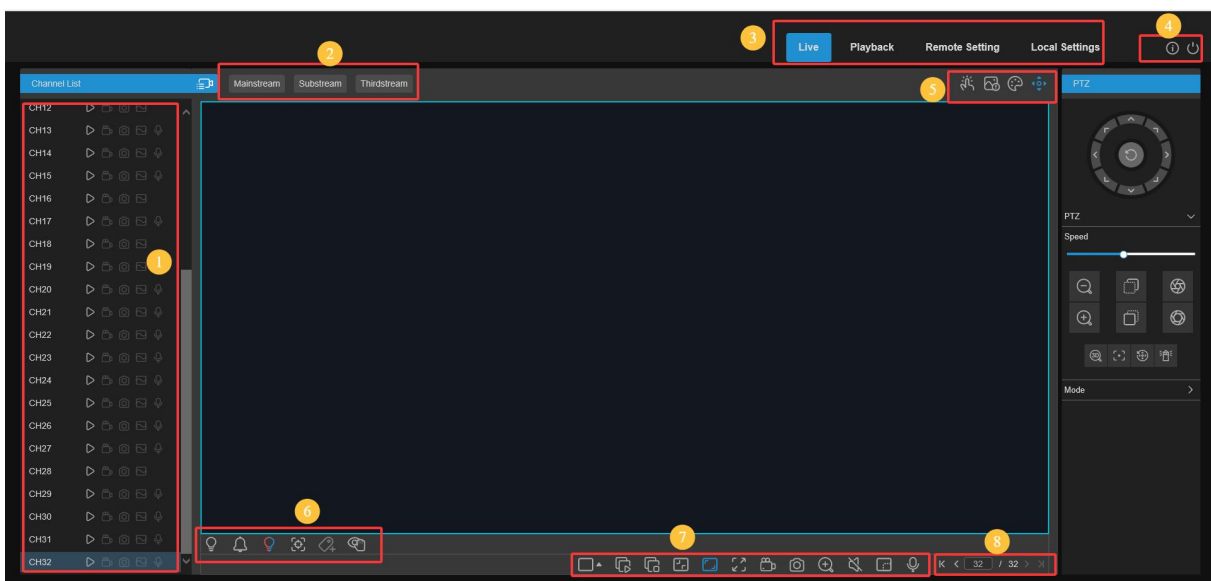 4
3
Live Playback Remote Setting Local Settings
2
Channel List
Mainstream Substream Thirdstream
5
PTZ
CH12
CH13
CH14
CH15
CH16
CH17
CH18
CH19
CH20
CH21
CH22
CH23
CH24
CH25
CH26
CH27
CH28
CH29
CH30
CH31
CH32
1
PTZ
Speed
3D
Mode
6
7
8
32 / 32